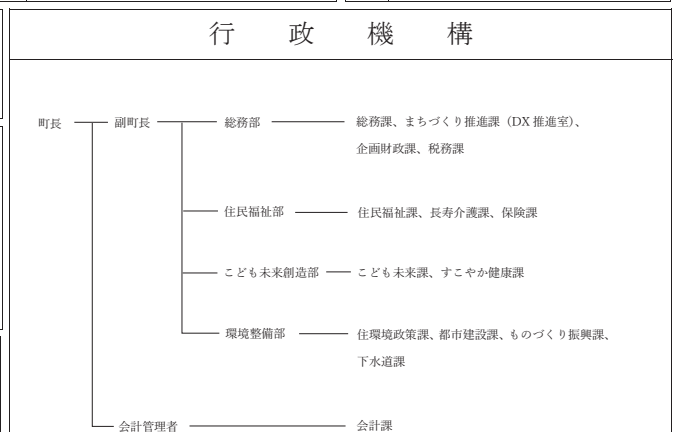 行政機構
町長 副町長 総務部 総務課、まちづくり推進課(DX推進室)、
企画財政課、税務課
住民福祉部 住民福祉課、長寿介護課、保険課
こども未来創造部 こども未来課、すこやか健康課
環境整備部 住環境政策課、都市建設課、ものづくり振興課、
下水道課
会計管理者 会計課